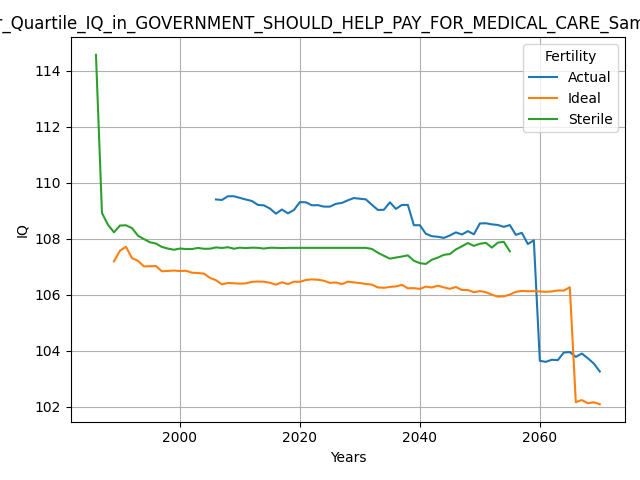 r_Quartile_IQ_in_GOVERNMENT_SHOULD_HELP_PAY_FOR_MEDICAL_CARE_Sam
Fertility
Actual
Ideal
Sterile
IQ
114
112
110
108
106
104
102
2000 2020 2040 2060
Years